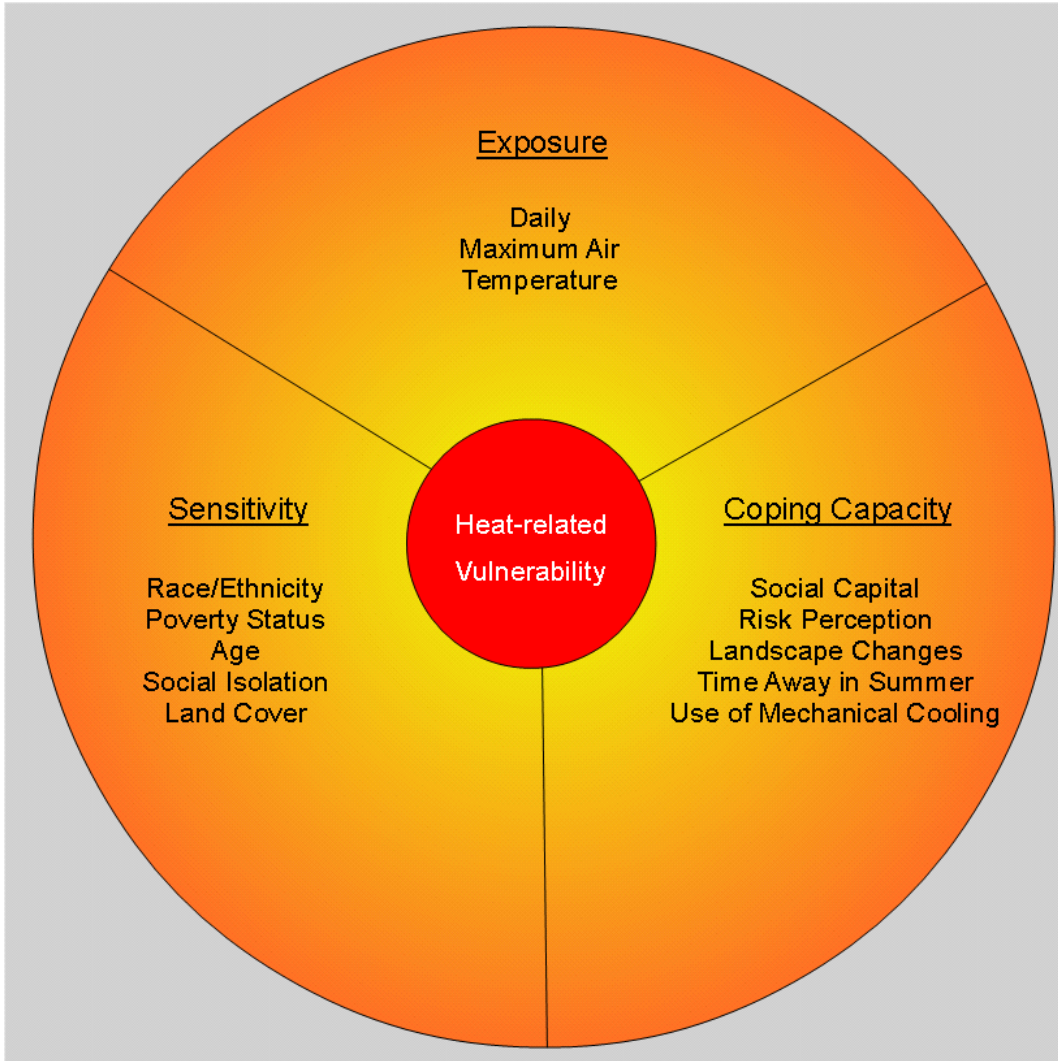 Exposure
Daily
Maximum Air
Temperature
Sensitivity
Race/Ethnicity
Poverty Status
Age
Social Isolation
Land Cover
Heat-related
Vulnerability
Coping Capacity
Social Capital
Risk Perception
Landscape Changes
Time Away in Summer
Use of Mechanical Cooling